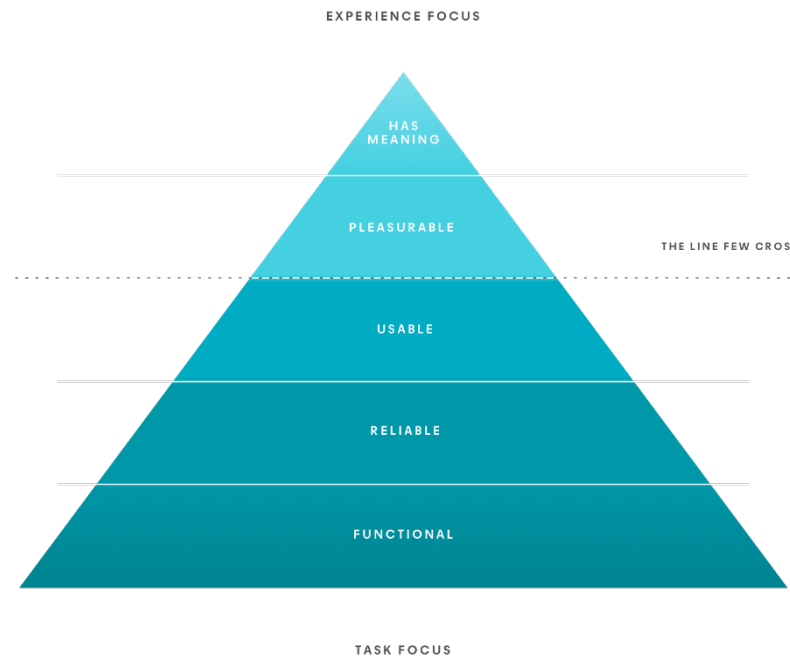 EXPERIENCE FOCUS
HAS
MEANING
PLEASURABLE
THE LINE FEW CROS
USABLE
RELIABLE
FUNCTIONAL
TASK FOCUS